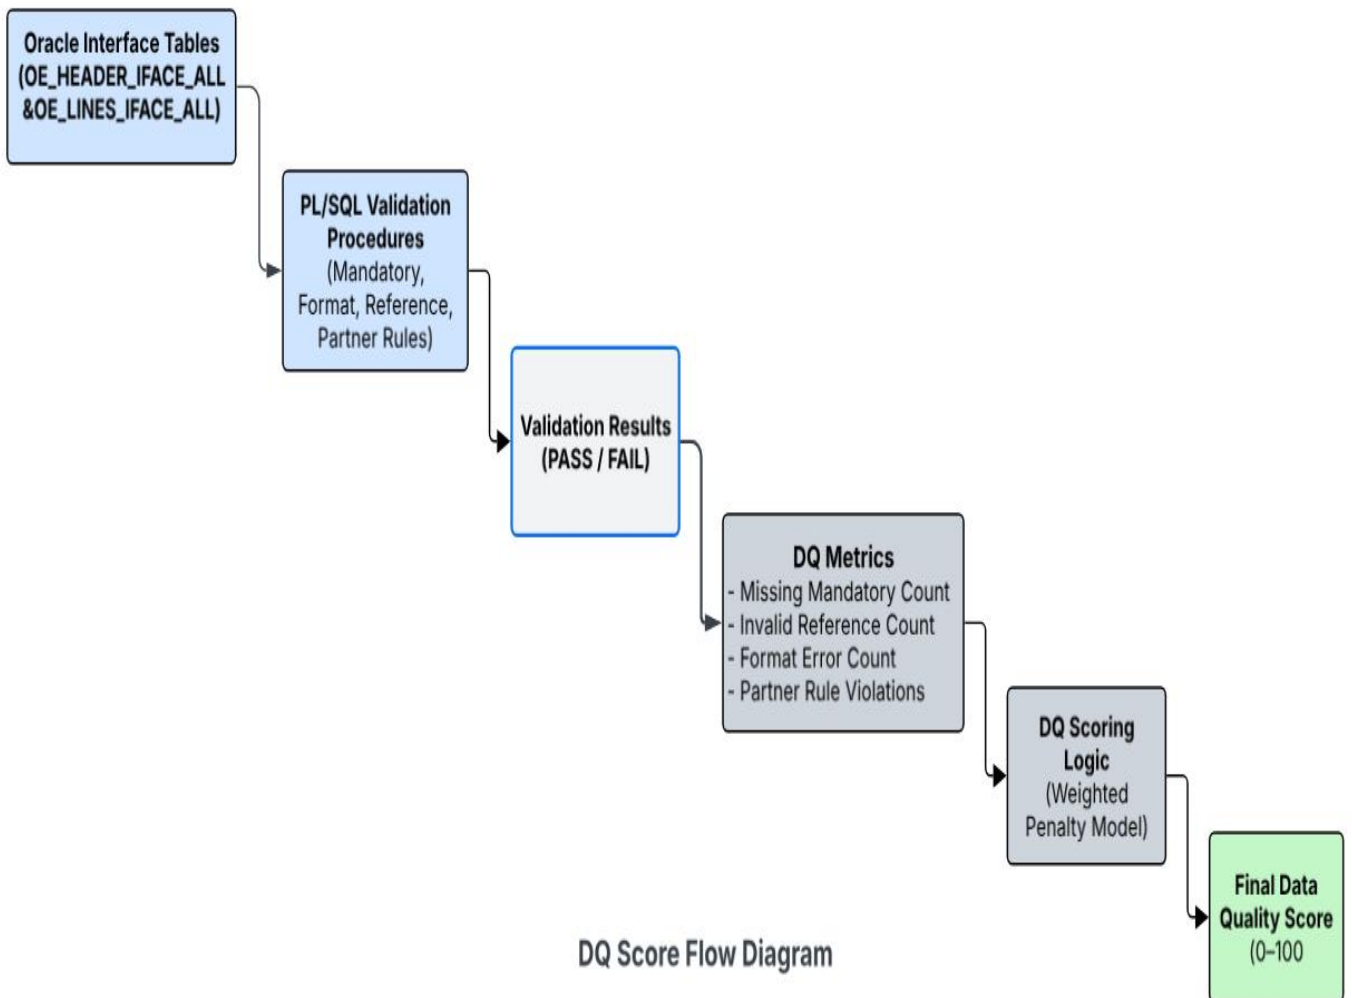 Oracle Interface Tables
(OE_HEADER_IFACE_ALL
&OE_LINES_IFACE_ALL)
PL/SQL Validation
Procedures
(Mandatory,
Format, Reference,
Partner Rules)
Validation Results
(PASS / FAIL)
DQ Metrics
- Missing Mandatory Count
- Invalid Reference Count
- Format Error Count
- Partner Rule Violations
DQ Scoring
Logic
(Weighted
Penalty Model)
Final Data
Quality Score
(0–100
DQ Score Flow Diagram